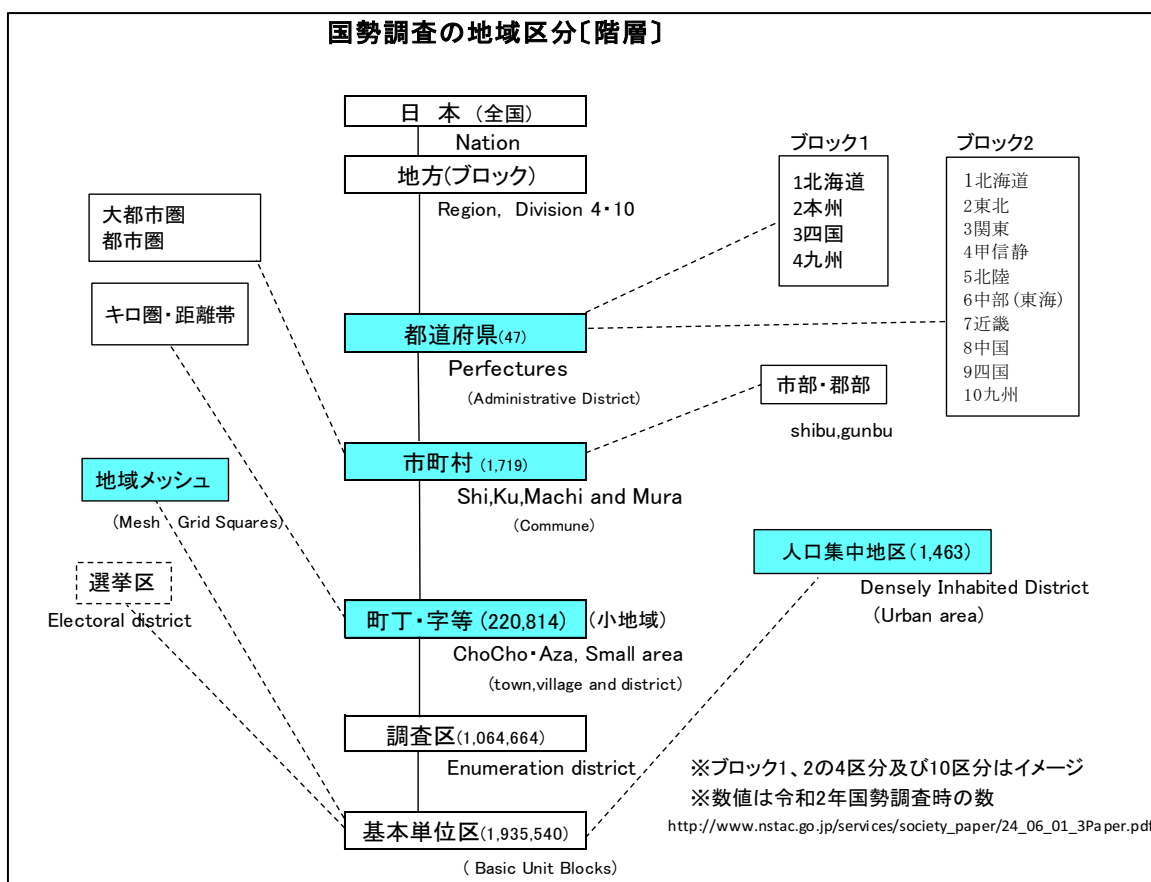 国勢調査の地域区分〔階層〕
日 本 (全国)
Nation
地方(ブロック)
Region, Division 4・10
ブロック1
1北海道
2本州
3四国
4九州
ブロック2
1北海道
2東北
3関東
4甲信静
5北陸
6中部(東海)
7近畿
8中国
9四国
10九州
大都市圏
都市圏
キロ圏・距離帯
都道府県(47)
Perfectures
(Administrative District)
市部・郡部
shibu,gunbu
市町村(1,719)
Shi,Ku,Machi and Mura
(Commune)
地域メッシュ
(Mesh Grid Squares)
選挙区
Electoral district
人口集中地区(1,463)
Densely Inhabited District
(Urban area)
町丁・字等(220,814)(小地域)
ChoCho・Aza, Small area
(town,village and district)
調査区(1,064,664)
Enumeration district
基本単位区(1,935,540)
( Basic Unit Blocks)
※ブロック1、2の4区分及び10区分はイメージ
※数値は令和2年国勢調査時の数
http://www.nstac.go.jp/services/society_paper/24_06_01_3Paper.pdf